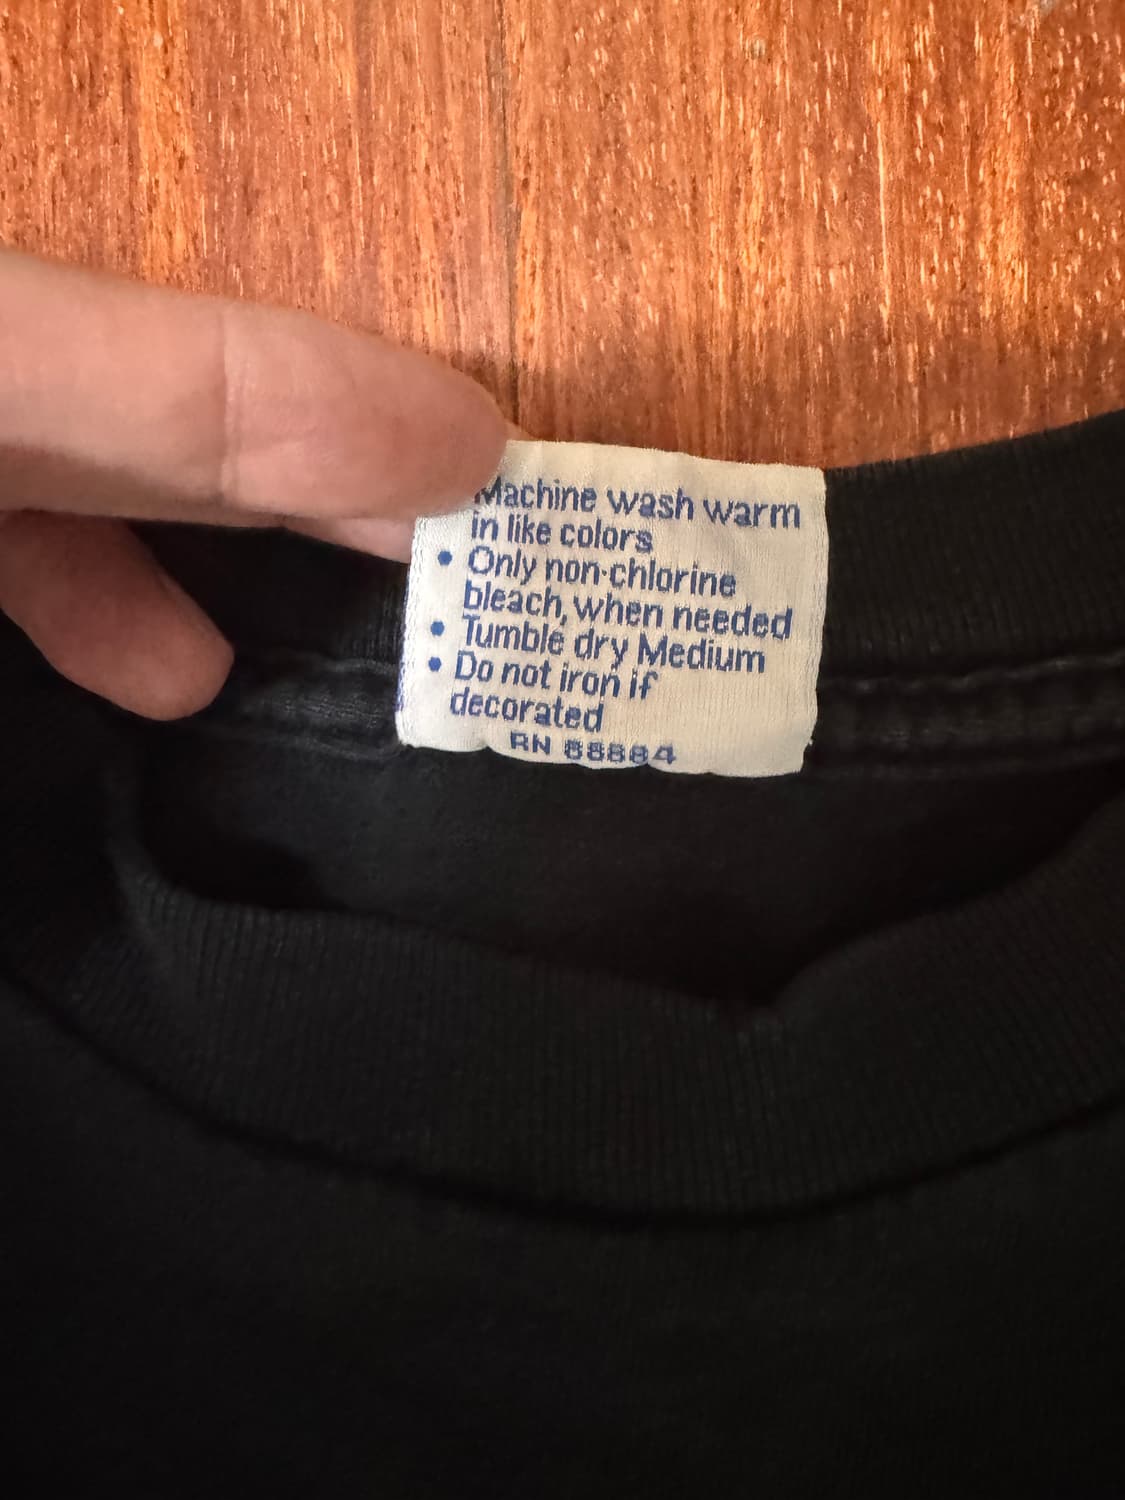 Machine wash warm
in like colors
• Only non-chlorine
bleach, when needed
• Tumble dry Medium
• Do not iron if
decorated
RN